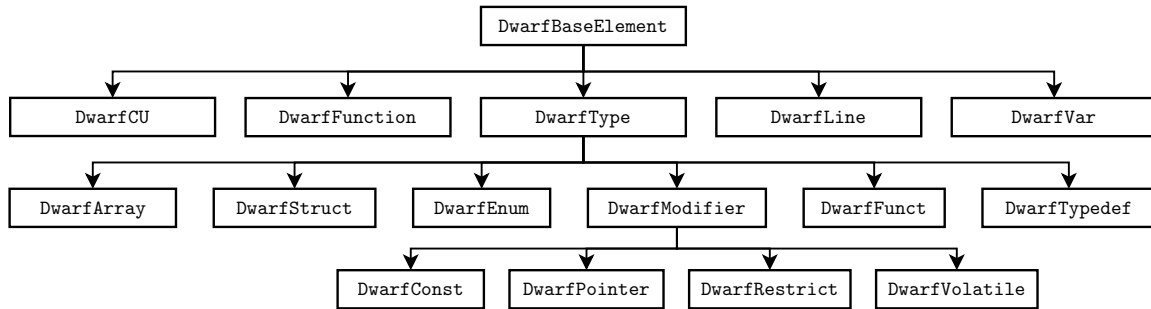 DwarfBaseElement
DwarfCU
DwarfFunction
DwarfType
DwarfLine
DwarfVar
DwarfArray
DwarfStruct
DwarfEnum
DwarfModifier
DwarfFunct
DwarfTypedef
DwarfConst
DwarfPointer
DwarfRestrict
DwarfVolatile